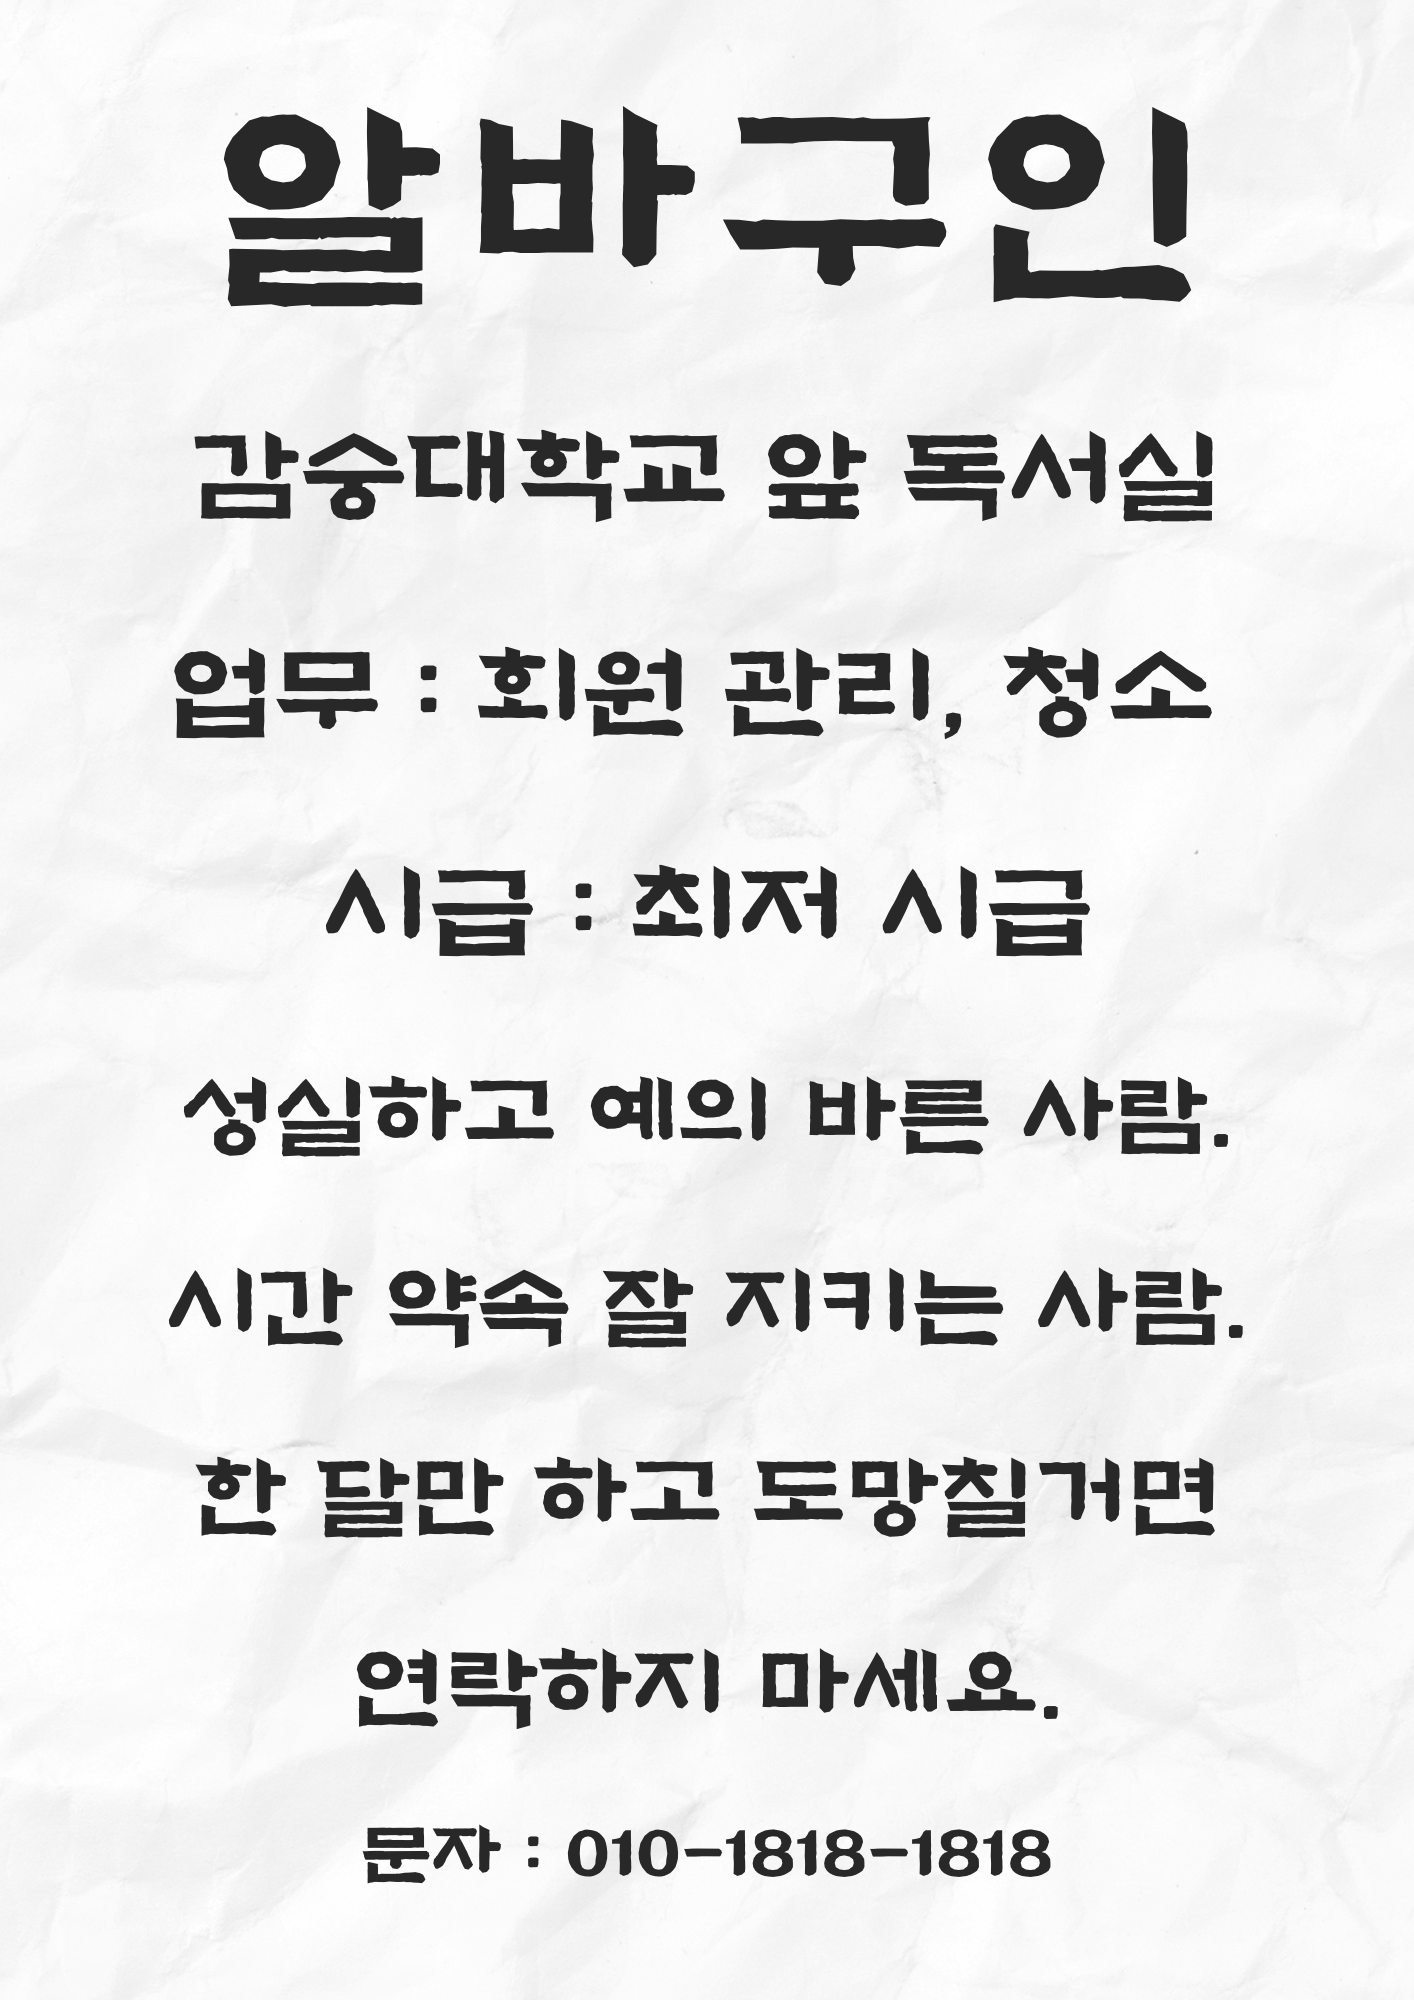 알바구인
감숭대학교 앞 독서실
업무 : 회원 관리, 청소
시급 : 최저 시급
성실하고 예의 바른 사람.
시간 약속 잘 지키는 사람.
한 달만 하고 도망칠거면
연락하지 마세요.
문자 : 010-1818-1818